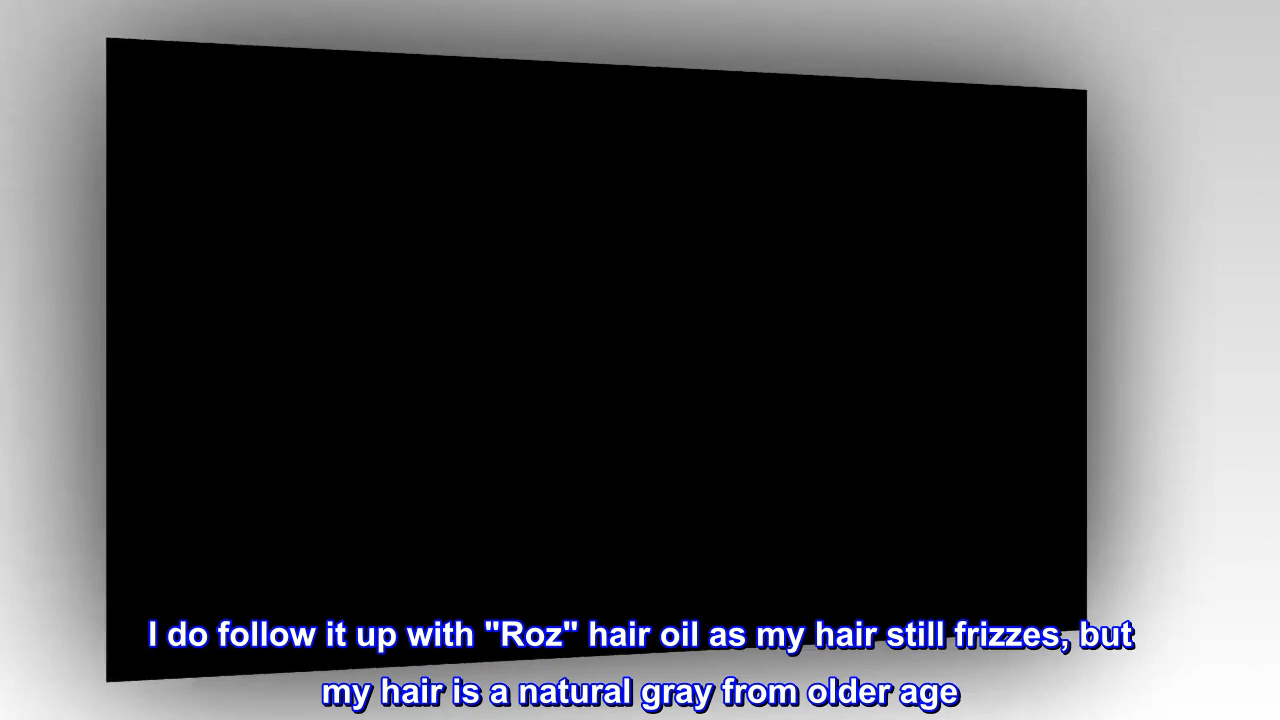 I do follow it up with "Roz" hair oil as my hair still frizzes, but
my hair is a natural gray from older age